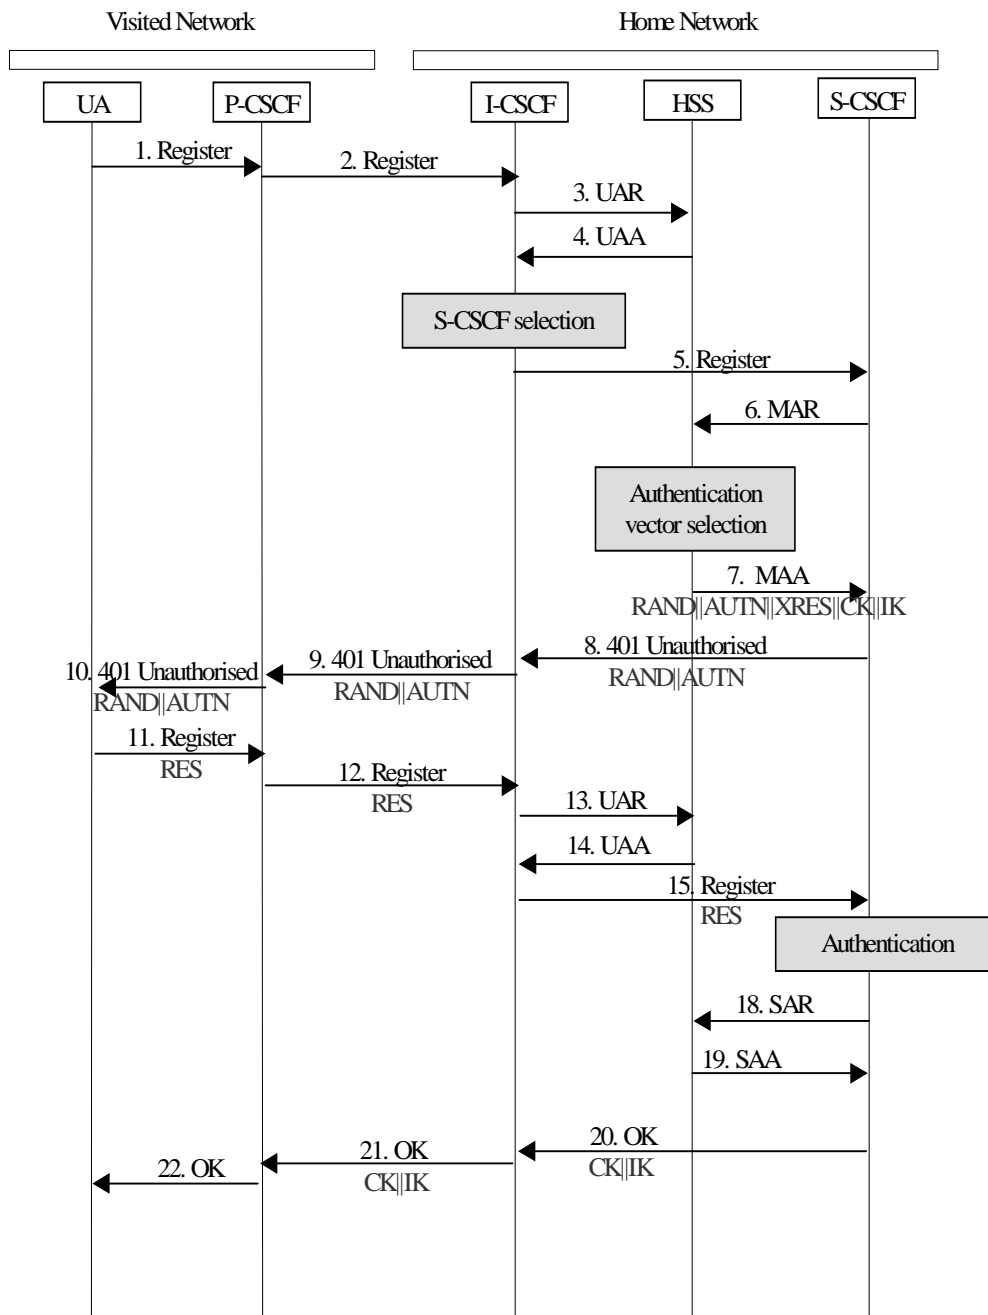 Visited Network
Home Network
UA
P-CSCF
I-CSCF
HSS
S-CSCF
1. Register
2. Register
3. UAR
4. UAA
S-CSCF selection
5. Register
6. MAR
Authentication
vector selection
7. MAA
RAND||AUTN||XRES||CK||IK
8. 401 Unauthorised
RAND||AUTN
9. 401 Unauthorised
RAND||AUTN
10. 401 Unauthorised
RAND||AUTN
11. Register
RES
12. Register
RES
13. UAR
14. UAA
15. Register
RES
Authentication
18. SAR
19. SAA
20. OK
CK||IK
21. OK
CK||IK
22. OK